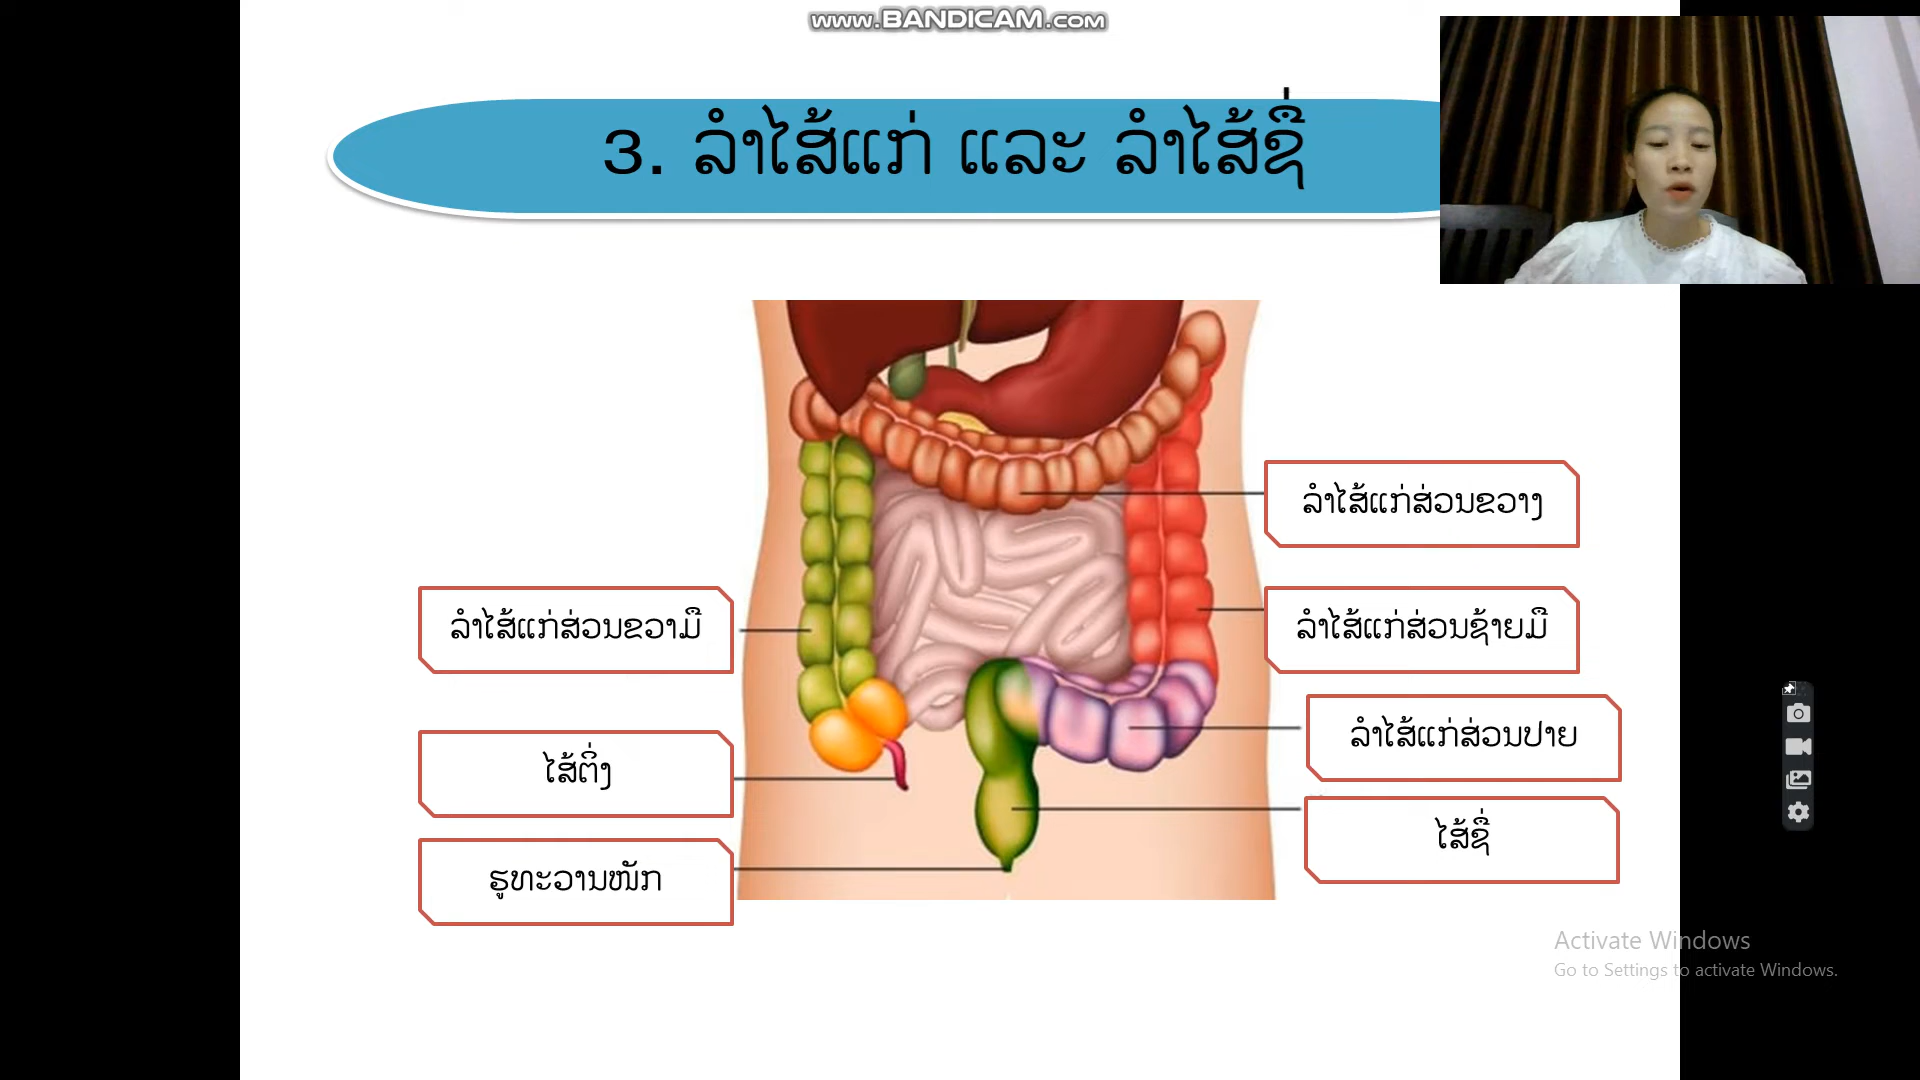 www.BANDICAM.com
3. ລຳໄສ້ແກ່ ແລະ ລຳໄສ້ຊື່
ລຳໄສ້ແກ່ສ່ວນຂວາງ
ລຳໄສ້ແກ່ສ່ວນຂວາມື
ລຳໄສ້ແກ່ສ່ວນຊ້າຍມື
ລຳໄສ້ແກ່ສ່ວນປາຍ
ໄສ້ຕິ່ງ
ໄສ້ຊື່
ຮູທະວານໜັກ
Activate Windows
Go to Settings to activate Windows.